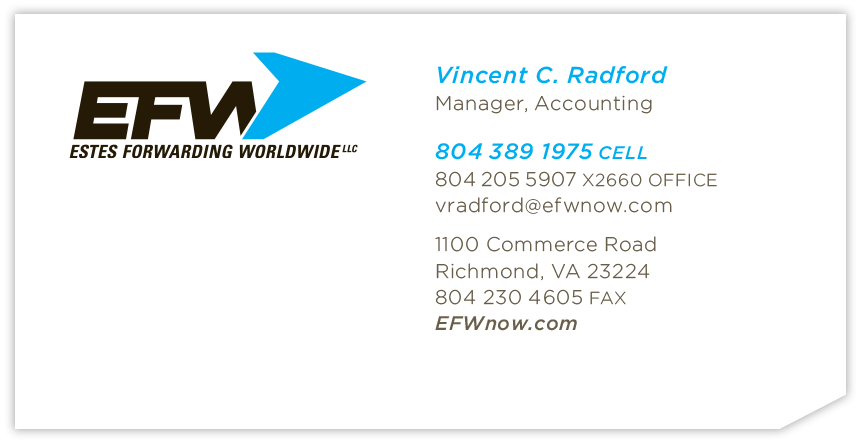 EFW
ESTES FORWARDING WORLDWIDE LLC
Vincent C. Radford
Manager, Accounting
804 389 1975 CELL
804 205 5907 X2660 OFFICE
vradford@efwnow.com
1100 Commerce Road
Richmond, VA 23224
804 230 4605 FAX
EFWnow.com